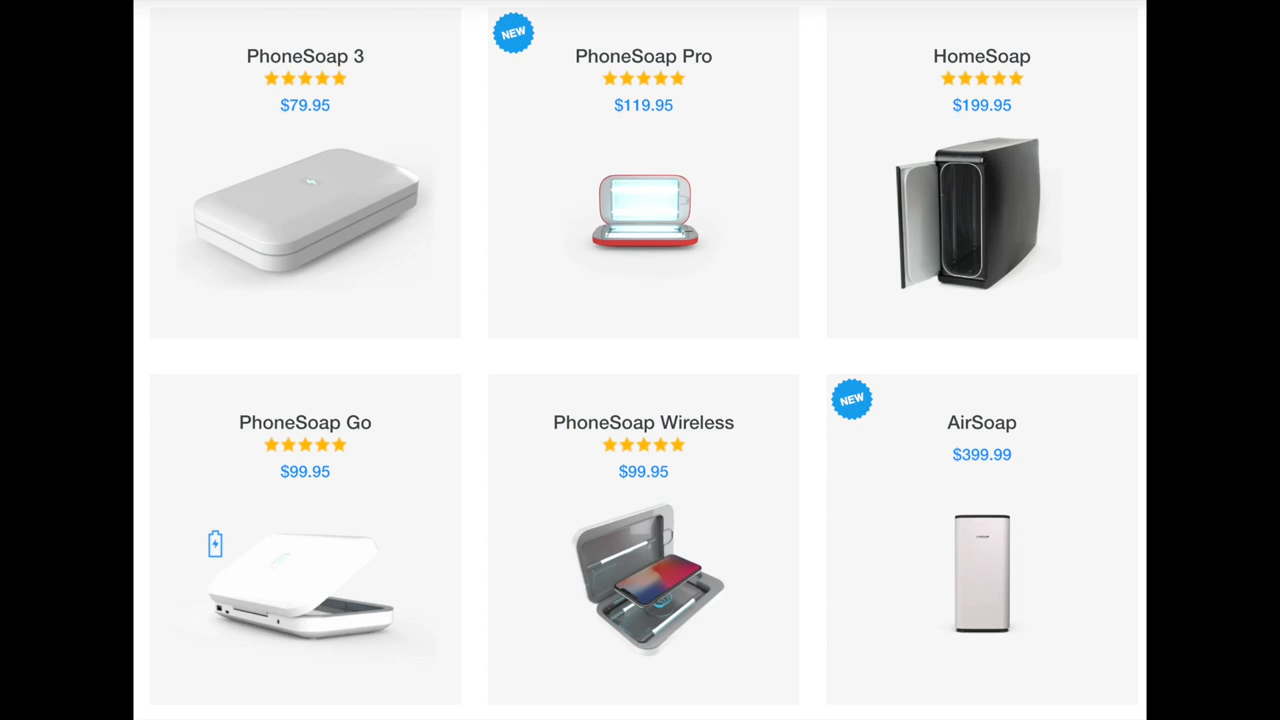 NEW
PhoneSoap 3
$79.95
PhoneSoap Pro
$119.95
HomeSoap
$199.95
PhoneSoap Go
$99.95
PhoneSoap Wireless
$99.95
NEW
AirSoap
$399.99